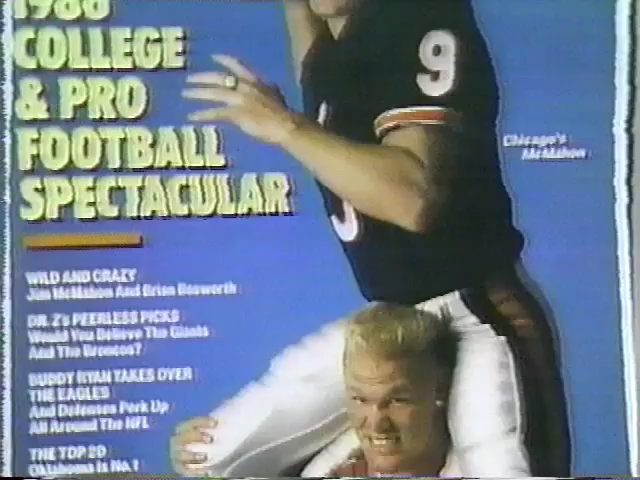 1986
COLLEGE
& PRO
FOOTBALL
SPECTACULAR
9
Chicago's
McMahon
WILD AND CRAZY
Jim McMahon And Brian Bosworth
DR. Z's PEERLESS PICKS
Would You Believe The Giants
And The Broncos?
BUDDY RYAN TAKES OVER
THE EAGLES
And Defenses Perk Up
All Around The NFL
THE TOP 20
Oklahoma Is No. 1